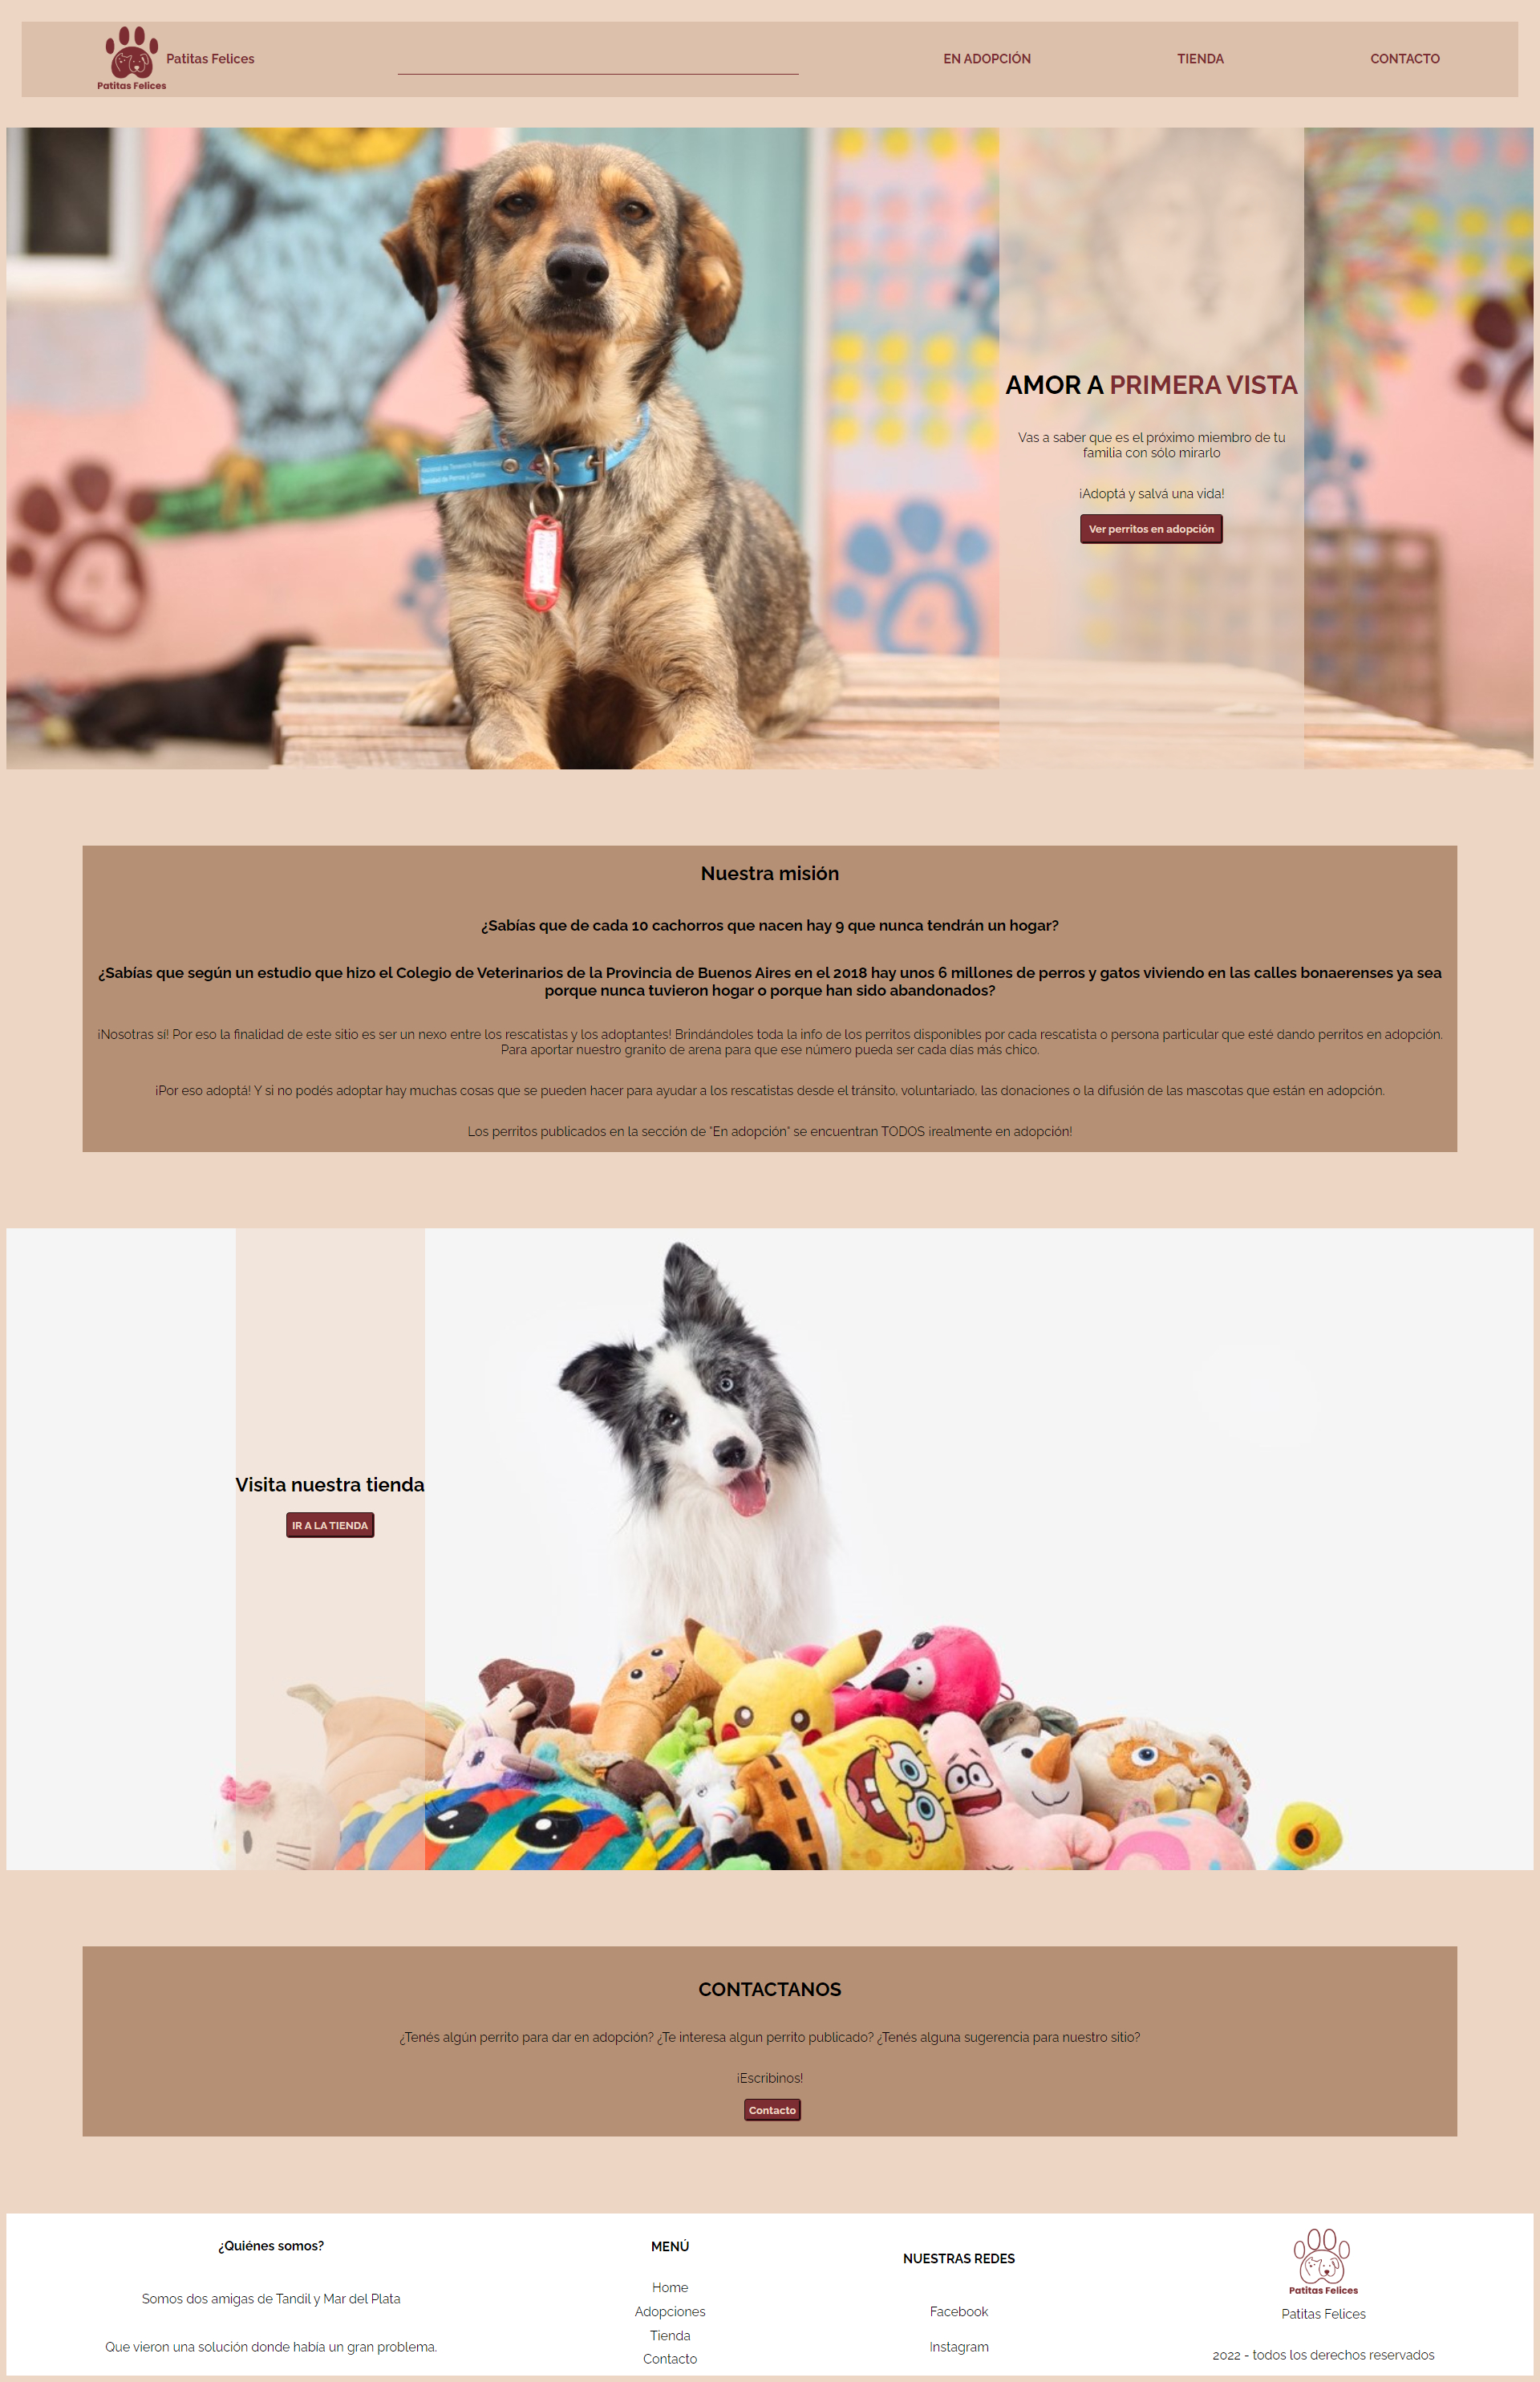 Patitas Felices
Patitas Felices
EN ADOPCIÓN
TIENDA
CONTACTO
AMOR A PRIMERA VISTA
Vas a saber que es el próximo miembro de tu
familia con sólo mirarlo
¡Adoptá y salvá una vida!
Ver perritos en adopción
Nuestra misión
¿Sabías que de cada 10 cachorros que nacen hay 9 que nunca tendrán un hogar?
¿Sabías que según un estudio que hizo el Colegio de Veterinarios de la Provincia de Buenos Aires en el 2018 hay unos 6 millones de perros y gatos viviendo en las calles bonaerenses ya sea
porque nunca tuvieron hogar o porque han sido abandonados?
¡Nosotras sí! Por eso la finalidad de este sitio es ser un nexo entre los rescatistas y los adoptantes! Brindándoles toda la info de los perritos disponibles por cada rescatista o persona particular que esté dando perritos en adopción.
Para aportar nuestro granito de arena para que ese número pueda ser cada días más chico.
¡Por eso adoptá! Y si no podés adoptar hay muchas cosas que se pueden hacer para ayudar a los rescatistas desde el tránsito, voluntariado, las donaciones o la difusión de las mascotas que están en adopción.
Los perritos publicados en la sección de "En adopción" se encuentran TODOS ¡realmente en adopción!
Visita nuestra tienda
IR A LA TIENDA
CONTACTANOS
¿Tenés algún perrito para dar en adopción? ¿Te interesa algun perrito publicado? ¿Tenés alguna sugerencia para nuestro sitio?
¡Escribinos!
Contacto
¿Quiénes somos?
Somos dos amigas de Tandil y Mar del Plata
Que vieron una solución donde había un gran problema.
MENÚ
Home
Adopciones
Tienda
Contacto
NUESTRAS REDES
Facebook
Instagram
Patitas Felices
Patitas Felices
2022 - todos los derechos reservados